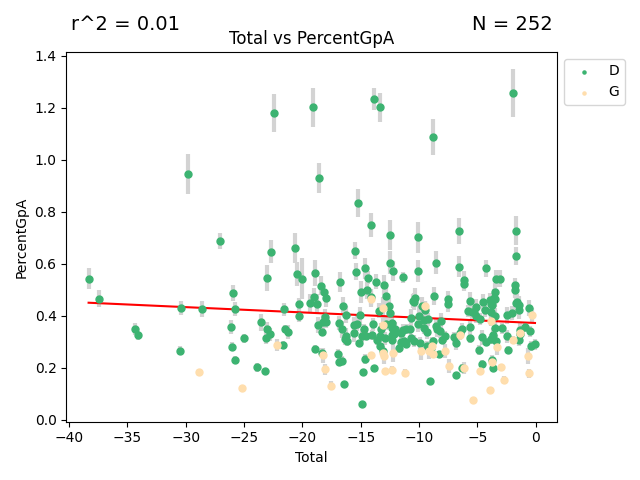 r^2 = 0.01
N = 252
Total vs PercentGpA
D
G
PercentGpA
1.4
1.2
1.0
0.8
0.6
0.4
0.2
0.0
−40
−35
−30
−25
−20
−15
−10
−5
0
Total